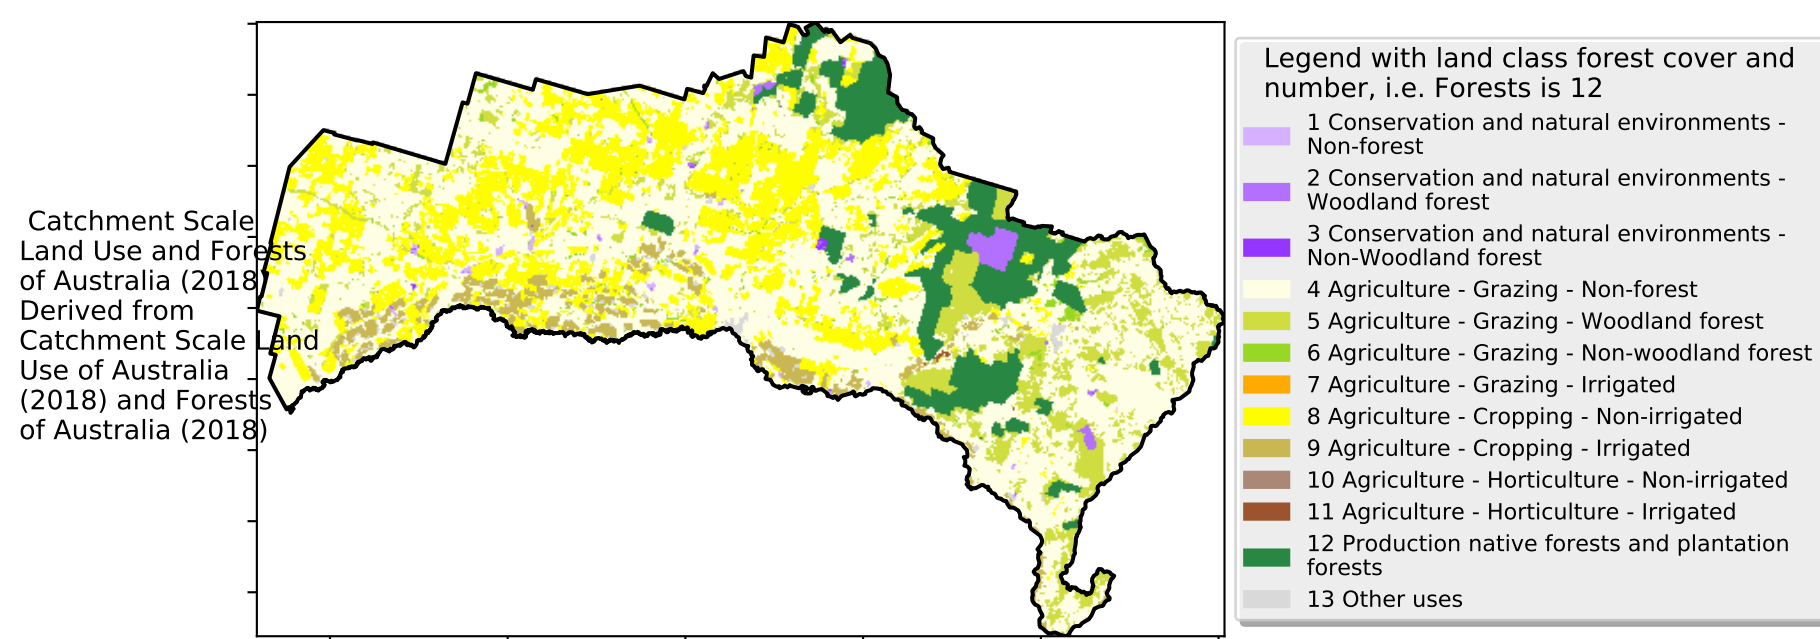 Catchment Scale
Land Use and Forests
of Australia (2018)
Derived from
Catchment Scale Land
Use of Australia
(2018) and Forests
of Australia (2018)
Legend with land class forest cover and
number, i.e. Forests is 12
1 Conservation and natural environments -
Non-forest
2 Conservation and natural environments -
Woodland forest
3 Conservation and natural environments -
Non-Woodland forest
4 Agriculture - Grazing - Non-forest
5 Agriculture - Grazing - Woodland forest
6 Agriculture - Grazing - Non-woodland forest
7 Agriculture - Grazing - Irrigated
8 Agriculture - Cropping - Non-irrigated
9 Agriculture - Cropping - Irrigated
10 Agriculture - Horticulture - Non-irrigated
11 Agriculture - Horticulture - Irrigated
12 Production native forests and plantation
forests
13 Other uses